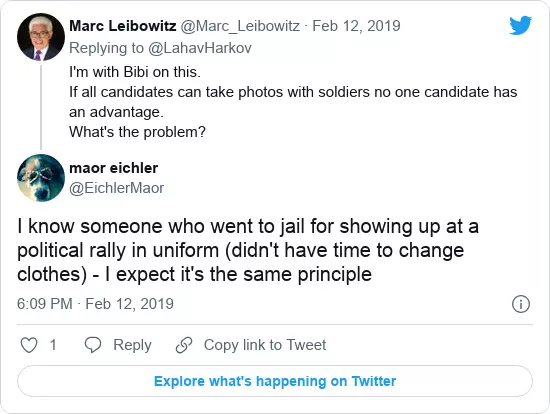 Marc Leibowitz @Marc_Leibowitz · Feb 12, 2019
Replying to @LahavHarkov
I'm with Bibi on this.
If all candidates can take photos with soldiers no one candidate has
an advantage.
What's the problem?
maor eichler
@EichlerMaor
I know someone who went to jail for showing up at a
political rally in uniform (didn't have time to change
clothes) - I expect it's the same principle
6:09 PM · Feb 12, 2019
1 Reply Copy link to Tweet
Explore what's happening on Twitter